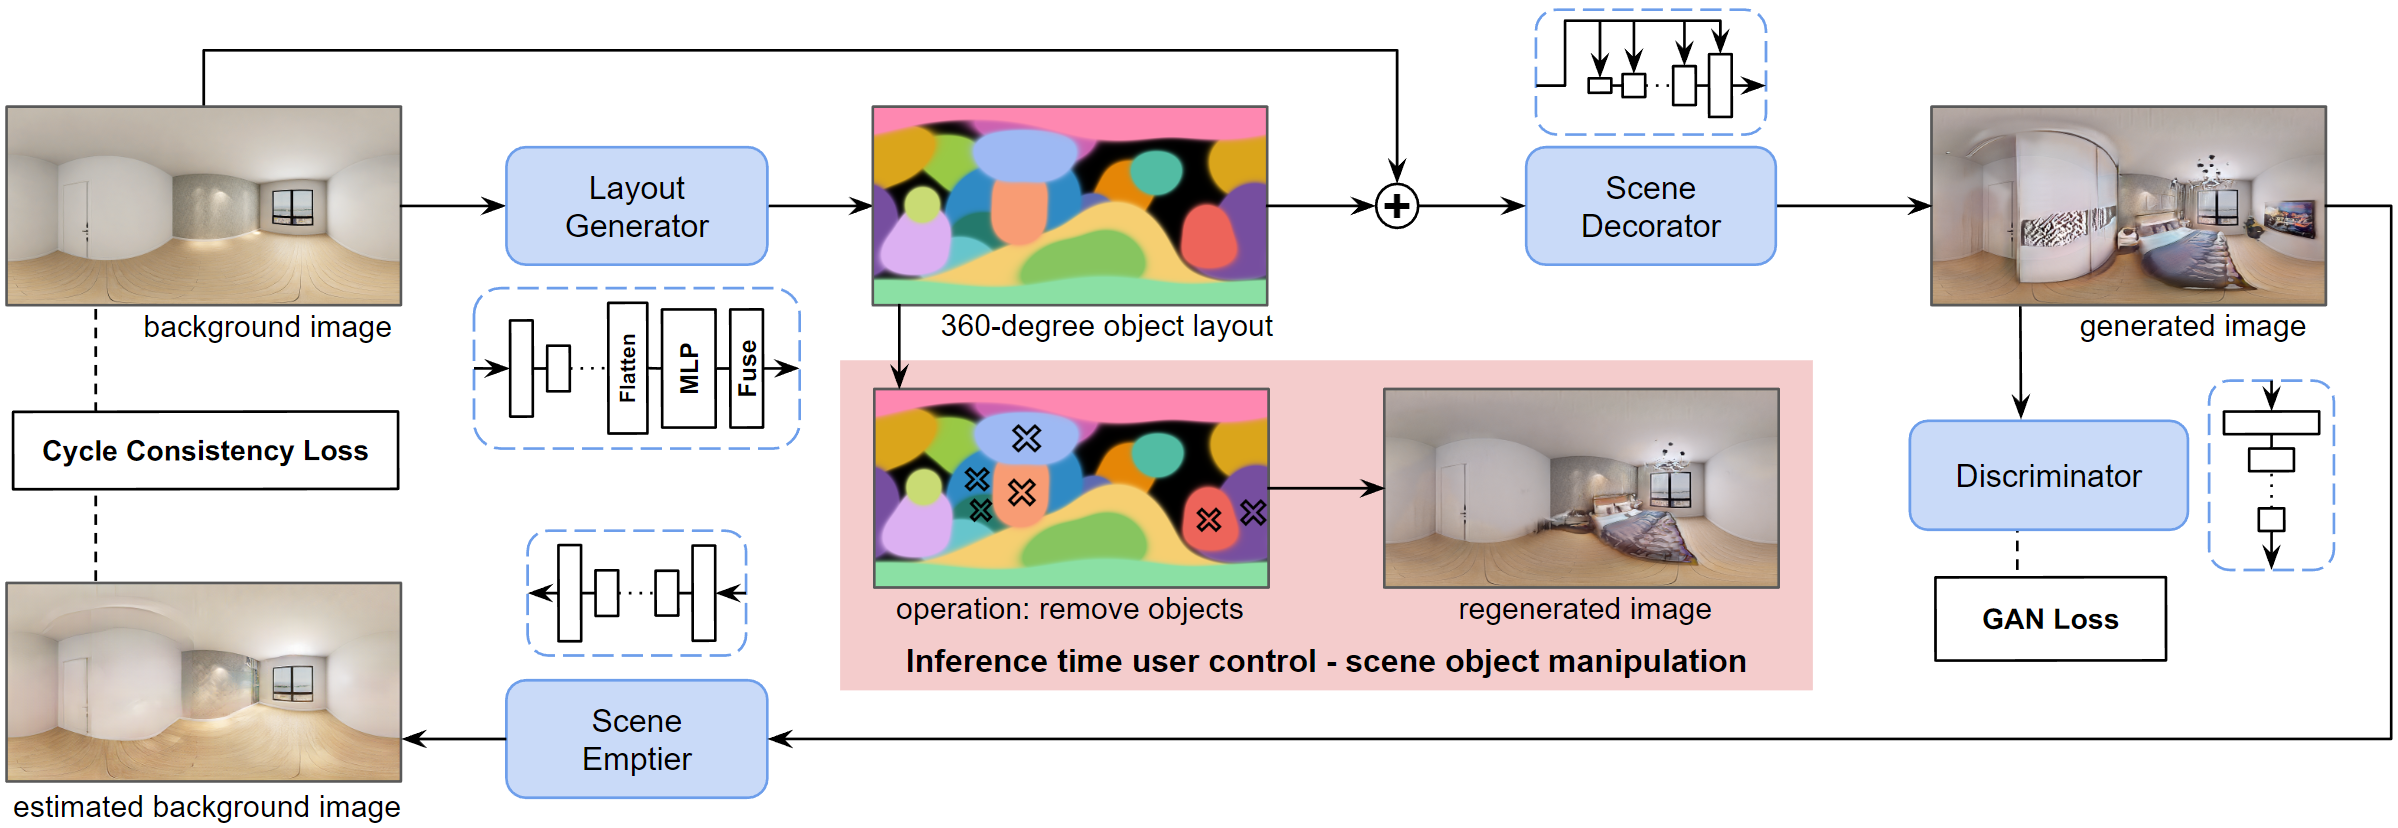 Layout
Generator
Scene
Decorator
background image
360-degree object layout
generated image
Flatten
MLP
Fuse
Cycle Consistency Loss
Discriminator
operation: remove objects
regenerated image
Inference time user control - scene object manipulation
GAN Loss
Scene
Emptier
estimated background image